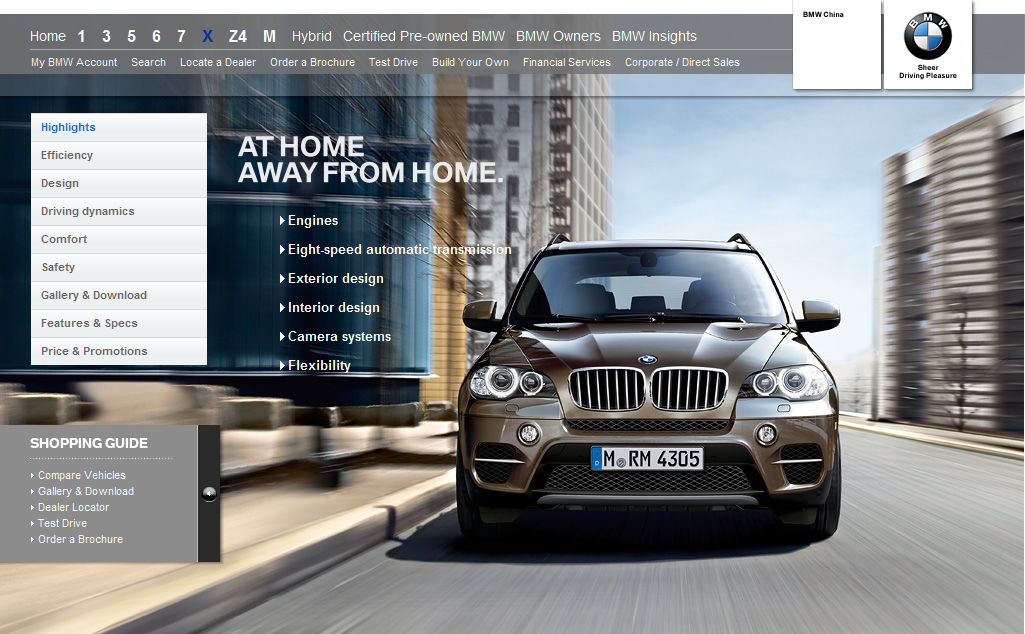 Home 1 3 5 6 7 X Z4 M Hybrid Certified Pre-owned BMW BMW Owners BMW Insights
My BMW Account Search Locate a Dealer Order a Brochure Test Drive Build Your Own Financial Services Corporate / Direct Sales
BMW China
BMW
Sheer
Driving Pleasure
Highlights
Efficiency
Design
Driving dynamics
Comfort
Safety
Gallery & Download
Features & Specs
Price & Promotions
AT HOME
AWAY FROM HOME.
Engines
Eight-speed automatic transmission
Exterior design
Interior design
Camera systems
Flexibility
SHOPPING GUIDE
Compare Vehicles
Gallery & Download
Dealer Locator
Test Drive
Order a Brochure
D M RM 4305